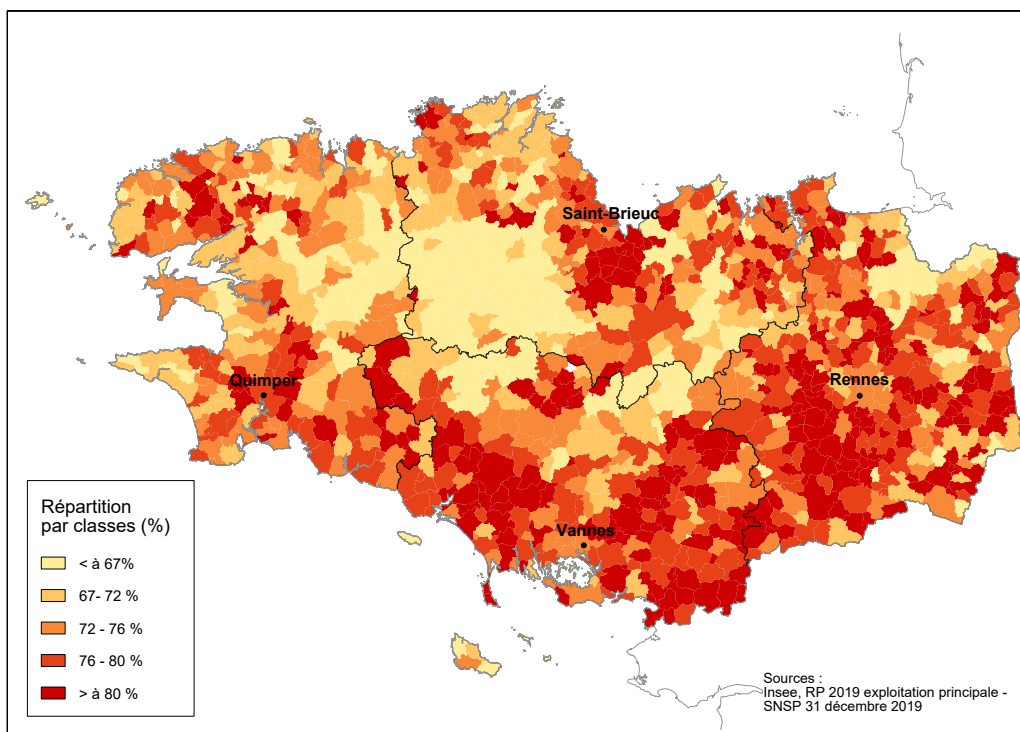 Saint-Brieuc
Quimper
Rennes
Vannes
Répartition
par classes (%)
< à 67%
67- 72 %
72 - 76 %
76 - 80 %
> à 80 %
Sources :
Insee, RP 2019 exploitation principale -
SNSP 31 décembre 2019